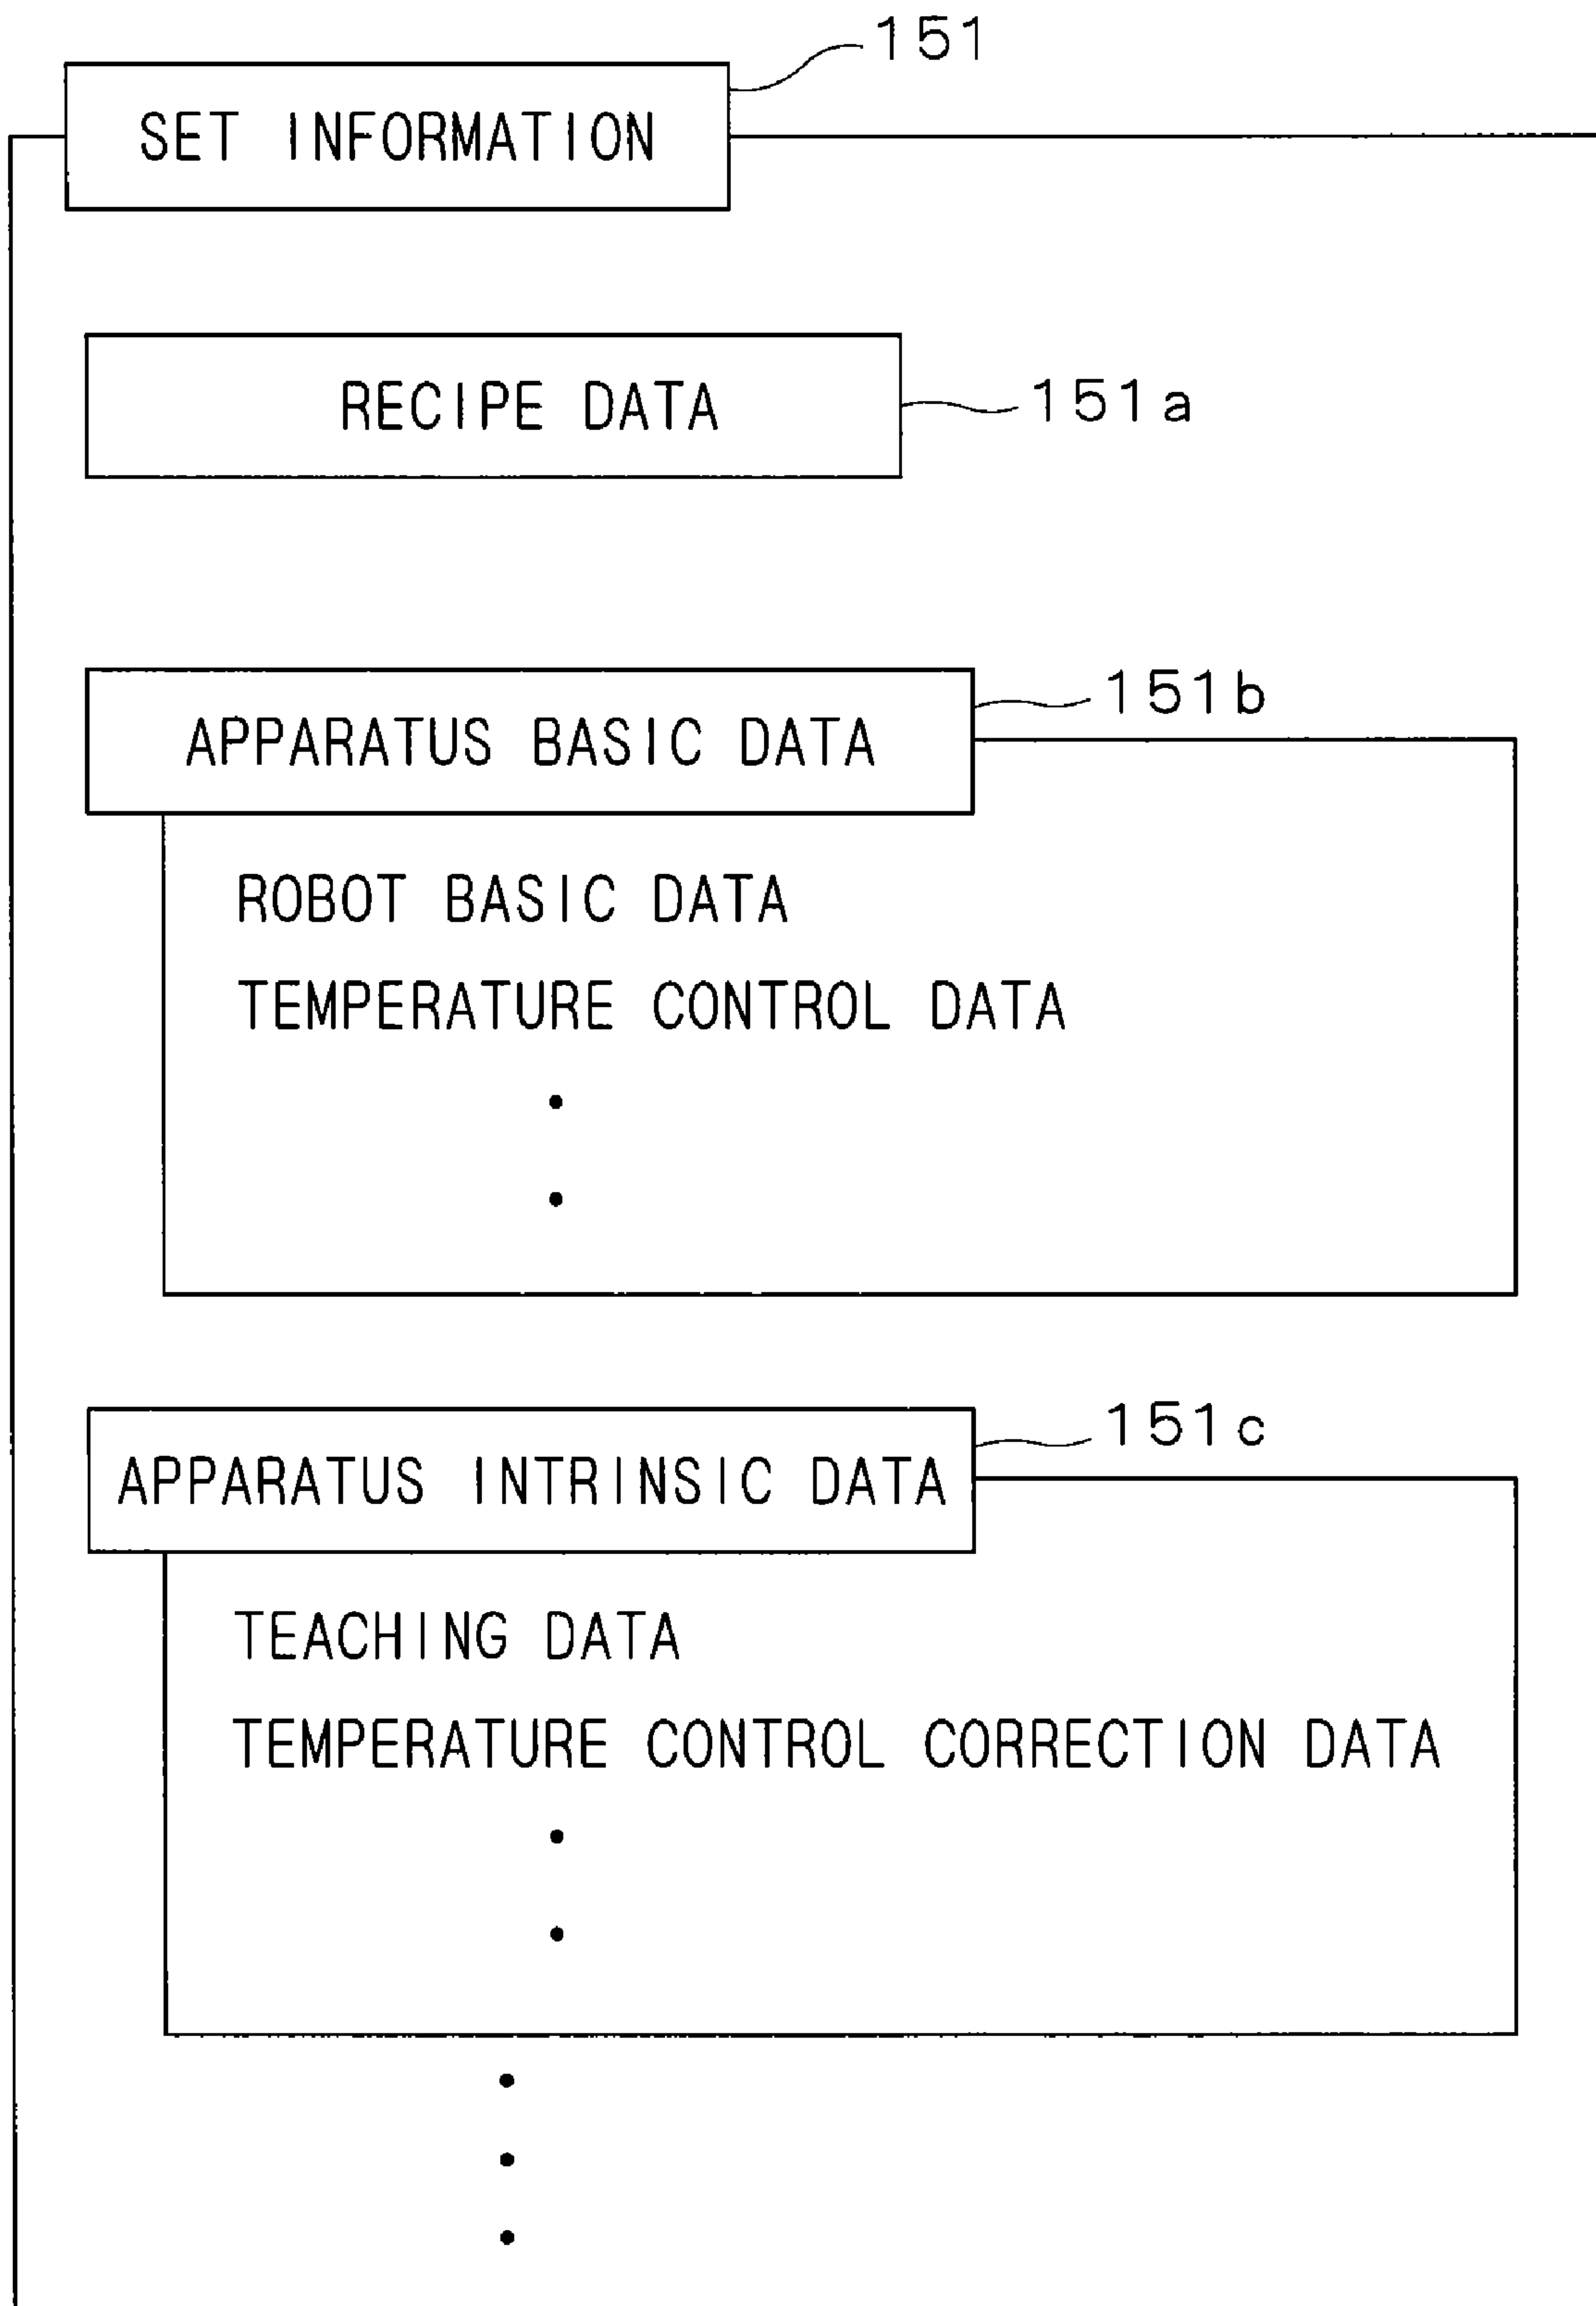 151
SET INFORMATION
RECIPE DATA 151a
151b
APPARATUS BASIC DATA
ROBOT BASIC DATA
TEMPERATURE CONTROL DATA
151c
APPARATUS INTRINSIC DATA
TEACHING DATA
TEMPERATURE CONTROL CORRECTION DATA